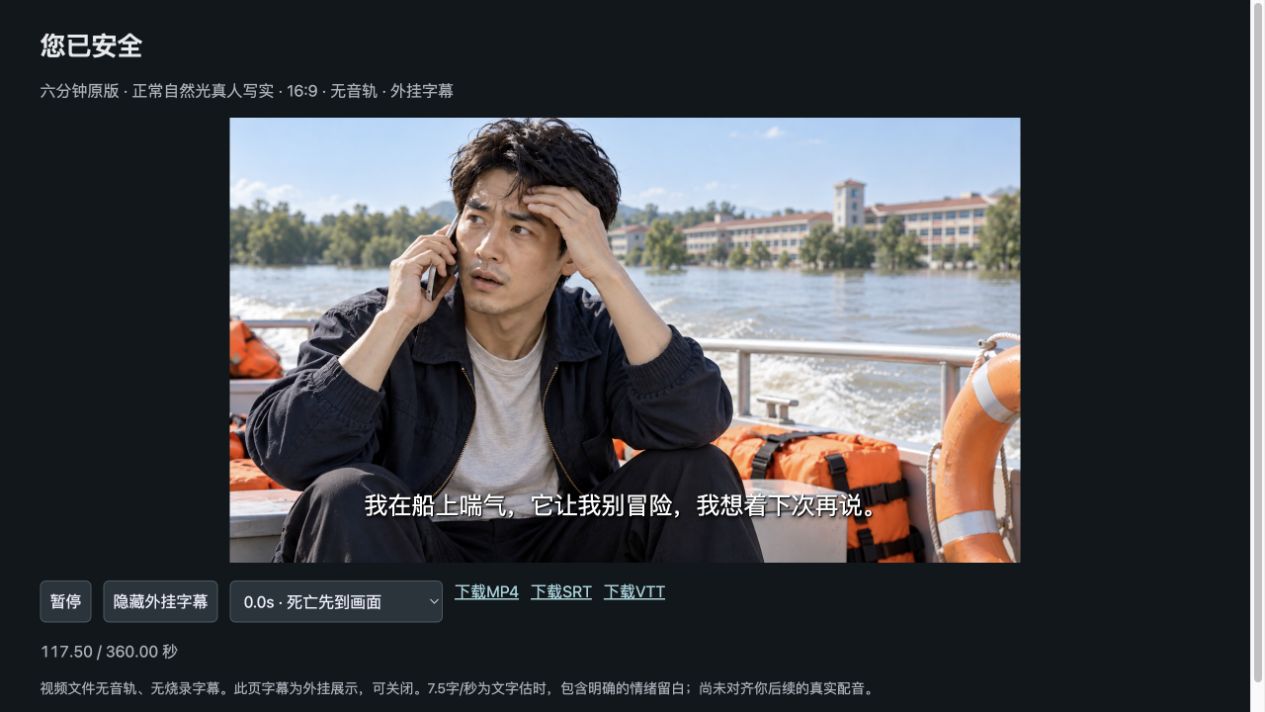 您已安全
六分钟原版 · 正常自然光真人写实 · 16:9 · 无音轨 · 外挂字幕
我在船上喘气，它让我别冒险，我想着下次再说。
暂停 隐藏外挂字幕 0.0s · 死亡先到画面 下载MP4 下载SRT 下载VTT
117.50 / 360.00 秒
视频文件无音轨、无烧录字幕。此页字幕为外挂展示，可关闭。7.5字/秒为文字估时，包含明确的情绪留白；尚未对齐你后续的真实配音。